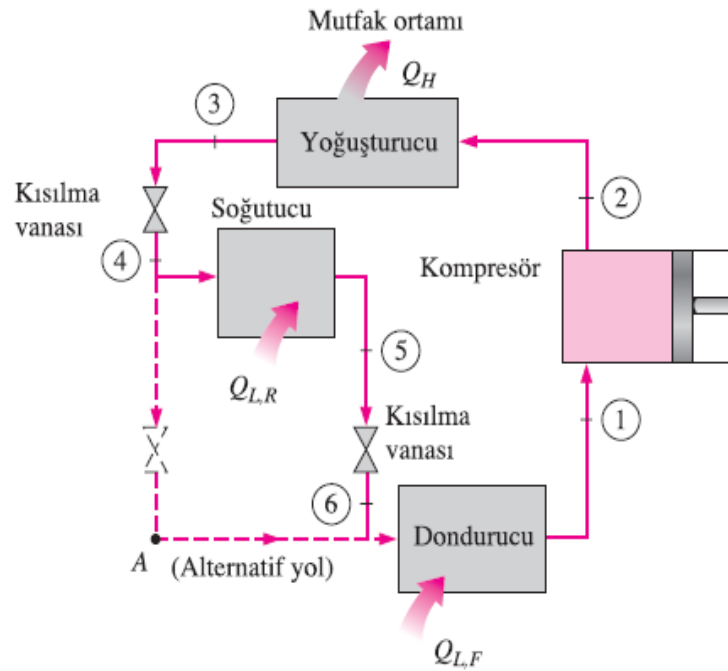 Mutfak ortamı
Q_H
3
Yoğuşturucu
Kısılma
vanası
Soğutucu
2
4
Kompresör
5
Q_L,R
Kısılma
vanası
1
6
Dondurucu
A
(Alternatif yol)
Q_L,F